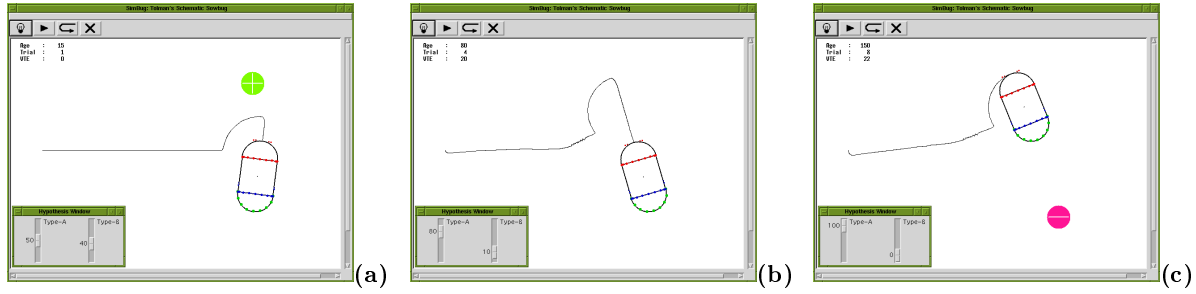 SimBug: Tolman's Schematic Sowbug
Age : 15
Trial : 1
VTE : 0
Hypothesis Window
Type-A
Type-B
50
40
(a)
SimBug: Tolman's Schematic Sowbug
Age : 80
Trial : 4
VTE : 20
Hypothesis Window
Type-A
Type-B
80
10
(b)
SimBug: Tolman's Schematic Sowbug
Age : 150
Trial : 8
VTE : 22
Hypothesis Window
Type-A
Type-B
100
0
(c)